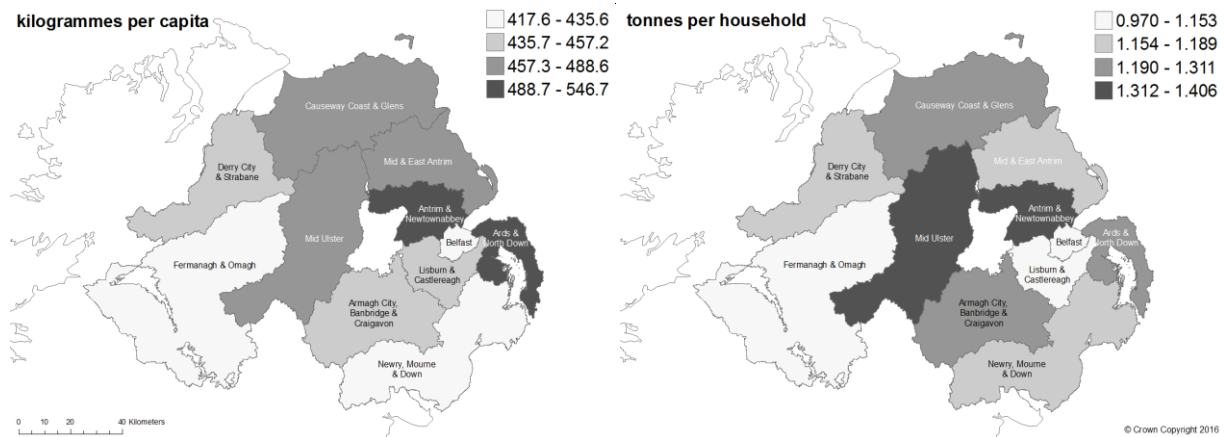 kilogrammes per capita
417.6 - 435.6
435.7 - 457.2
457.3 - 488.6
488.7 - 546.7
Causeway Coast & Glens
Derry City
& Strabane
Mid & East Antrim
Antrim &
Newtownabbey
Mid Ulster
Belfast
Ards &
North Down
Fermanagh & Omagh
Lisburn &
Castlereagh
Armagh City,
Banbridge &
Craigavon
Newry, Mourne
& Down
0 10 20 40 Kilometers
tonnes per household
0.970 - 1.153
1.154 - 1.189
1.190 - 1.311
1.312 - 1.406
Causeway Coast & Glens
Derry City
& Strabane
Mid & East Antrim
Antrim &
Newtownabbey
Mid Ulster
Belfast
Ards &
North Down
Fermanagh & Omagh
Lisburn &
Castlereagh
Armagh City,
Banbridge &
Craigavon
Newry, Mourne
& Down
© Crown Copyright 2016